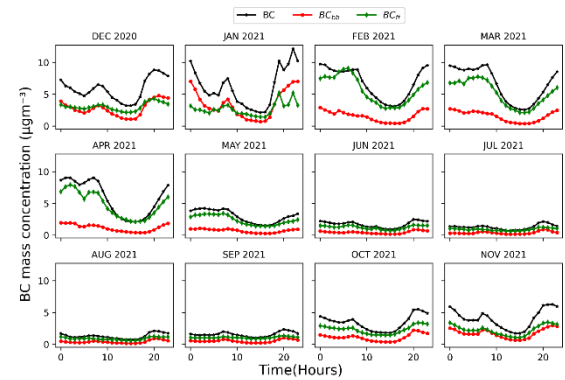 BC BC_bb BC_ff
DEC 2020 JAN 2021 FEB 2021 MAR 2021
10
5
0
APR 2021 MAY 2021 JUN 2021 JUL 2021
10
5
0
AUG 2021 SEP 2021 OCT 2021 NOV 2021
10
5
0
0 10 20 0 10 20 0 10 20 0 10 20
BC mass concentration (μgm⁻³)
Time(Hours)